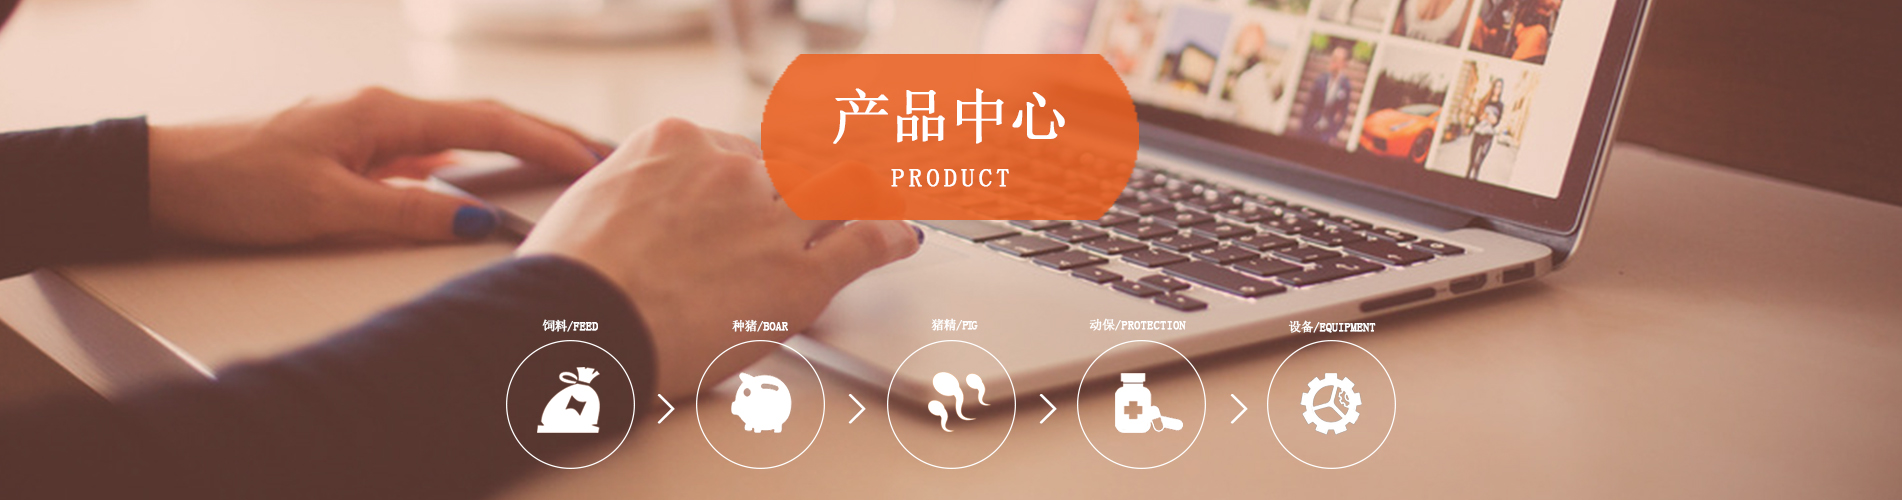 产品中心
PRODUCT
饲料/FEED
种猪/BOAR
猪精/PIG
动保/PROTECTION
设备/EQUIPMENT